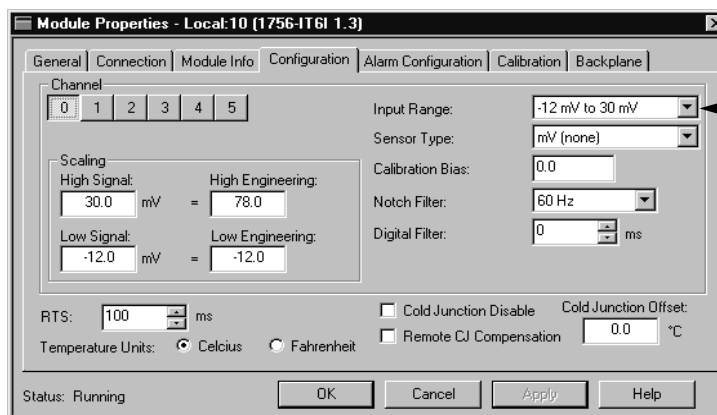 Module Properties - Local:10 (1756-IT6I 1.3)
General Connection Module Info Configuration Alarm Configuration Calibration Backplane
Channel
0 1 2 3 4 5
Input Range: -12 mV to 30 mV
Sensor Type: mV (none)
Calibration Bias: 0.0
Notch Filter: 60 Hz
Digital Filter: 0 ms
Scaling
High Signal: High Engineering:
30.0 mV = 78.0
Low Signal: Low Engineering:
-12.0 mV = -12.0
RTS: 100 ms
Temperature Units: Celcius Fahrenheit
Cold Junction Disable
Remote CJ Compensation
Cold Junction Offset:
0.0 °C
Status: Running
OK Cancel Apply Help